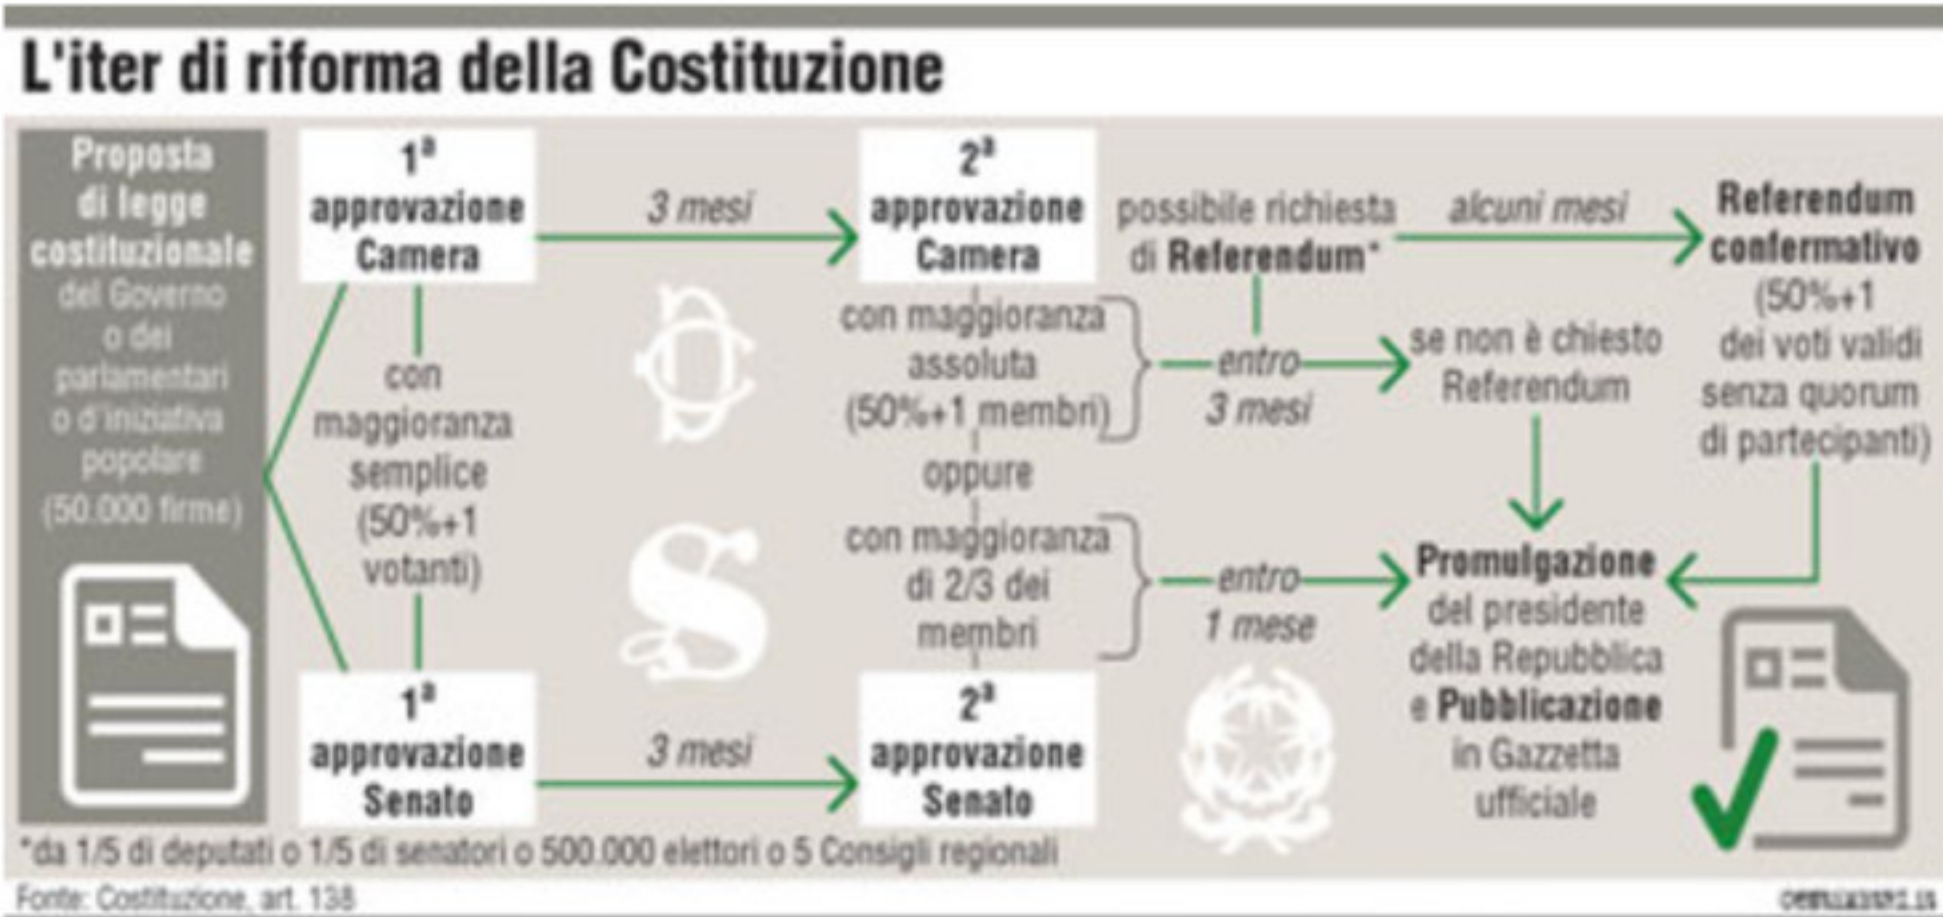 L'iter di riforma della Costituzione
Proposta
di legge
costituzionale
del Governo
o dei
parlamentari
o d'iniziativa
popolare
(50.000 firme)
1ª
approvazione
Camera
con
maggioranza
semplice
(50%+1
votanti)
1ª
approvazione
Senato
3 mesi
3 mesi
2ª
approvazione
Camera
con maggioranza
assoluta
(50%+1 membri)
oppure
con maggioranza
di 2/3 dei
membri
2ª
approvazione
Senato
possibile richiesta
di Referendum*
entro
3 mesi
entro
1 mese
alcuni mesi
se non è chiesto
Referendum
Referendum
confermativo
(50%+1
dei voti validi
senza quorum
di partecipanti)
Promulgazione
del presidente
della Repubblica
e Pubblicazione
in Gazzetta
ufficiale
*da 1/5 di deputati o 1/5 di senatori o 500.000 elettori o 5 Consigli regionali
Fonte: Costituzione, art. 138